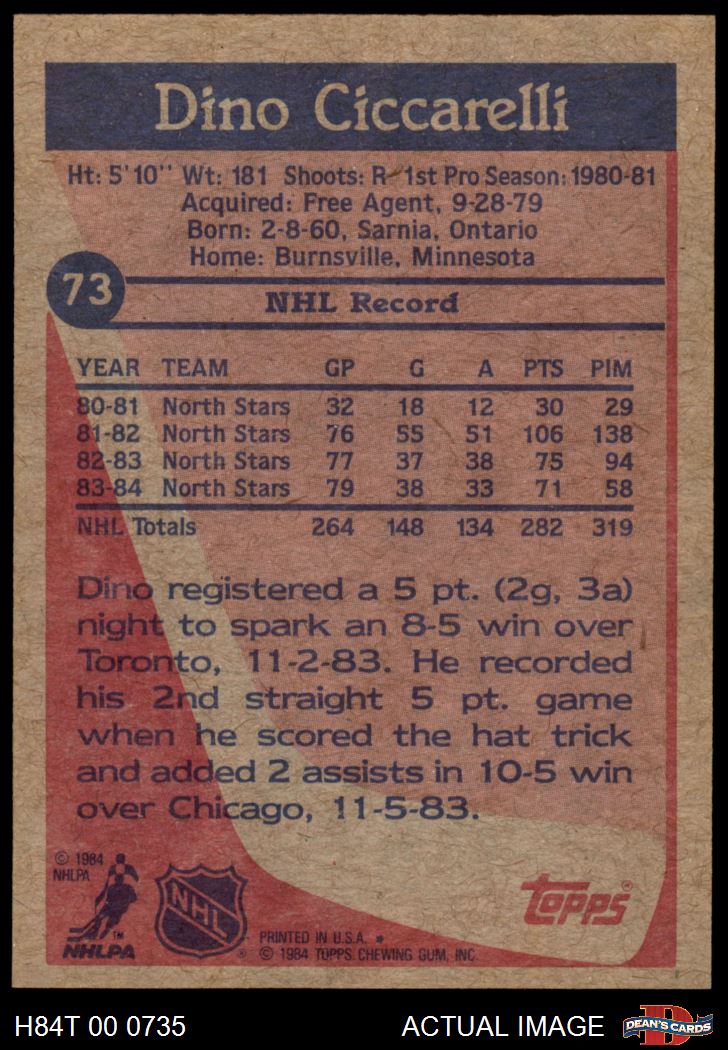 Dino Ciccarelli
Ht: 5'10" Wt: 181 Shoots: R 1st Pro Season: 1980-81
Acquired: Free Agent, 9-28-79
Born: 2-8-60, Sarnia, Ontario
Home: Burnsville, Minnesota
73
NHL Record
YEAR TEAM GP G A PTS PIM
80-81 North Stars 32 18 12 30 29
81-82 North Stars 76 55 51 106 138
82-83 North Stars 77 37 38 75 94
83-84 North Stars 79 38 33 71 58
NHL Totals 264 148 134 282 319
Dino registered a 5 pt. (2g, 3a)
night to spark an 8-5 win over
Toronto, 11-2-83. He recorded
his 2nd straight 5 pt. game
when he scored the hat trick
and added 2 assists in 10-5 win
over Chicago, 11-5-83.
© 1984
NHLPA
TM
NHLPA
NHL
®
topps®
PRINTED IN U.S.A. *
© 1984 TOPPS CHEWING GUM, INC.
H84T 00 0735
ACTUAL IMAGE
D
DEAN'S CARDS